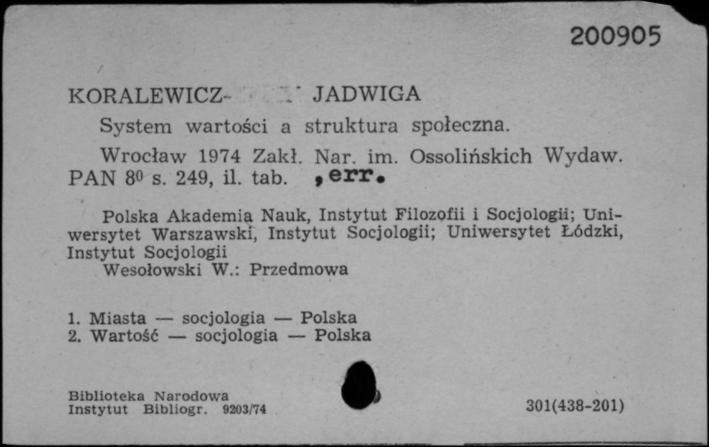 200905
KORALEWICZ- JADWIGA
System wartości a struktura społeczna.
Wrocław 1974 Zakł. Nar. im. Ossolińskich Wydaw.
PAN 8⁰ s. 249, il. tab. , err.
Polska Akademia Nauk, Instytut Filozofii i Socjologii; Uni-
wersytet Warszawski, Instytut Socjologii; Uniwersytet Łódzki,
Instytut Socjologii
Wesołowski W.: Przedmowa
1. Miasta — socjologia — Polska
2. Wartość — socjologia — Polska
Biblioteka Narodowa
Instytut Bibliogr. 9203/74
301(438-201)